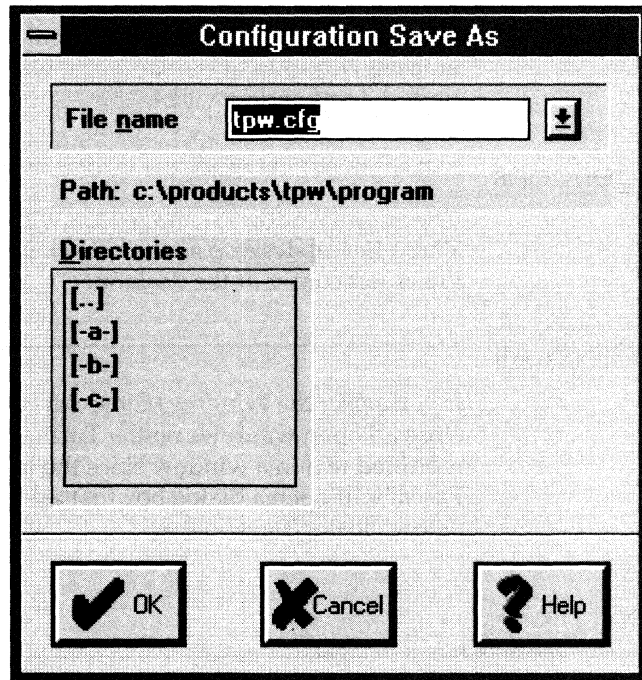 Configuration Save As
File name tpw.cfg
Path: c:\products\tpw\program
Directories
[..]
[-a-]
[-b-]
[-c-]
OK Cancel Help